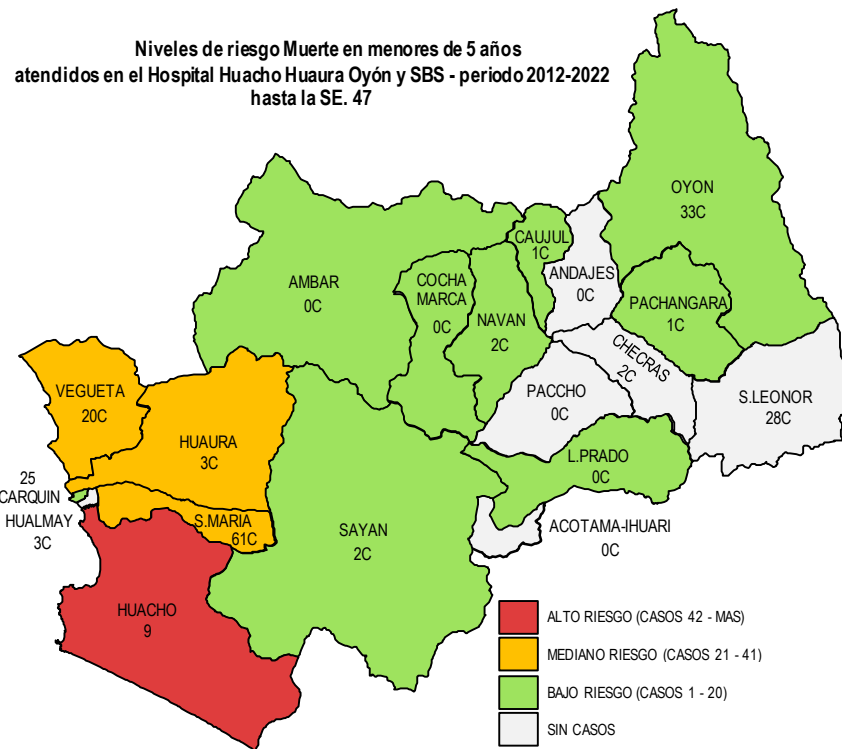 Niveles de riesgo Muerte en menores de 5 años
atendidos en el Hospital Huacho Huaura Oyón y SBS - periodo 2012-2022
hasta la SE. 47
OYON
33C
CAUJUL
1C
ANDAJES
0C
AMBAR
0C
COCHA
MARCA
0C
NAVAN
2C
PACHANGARA
1C
CHECRAS
2C
VEGUETA
20C
PACCHO
0C
S.LEONOR
28C
HUAURA
3C
L.PRADO
0C
25
CARQUIN
HUALMAY
3C
S.MARIA
61C
SAYAN
2C
ACOTAMA-IHUARI
0C
HUACHO
9
ALTO RIESGO (CASOS 42 - MAS)
MEDIANO RIESGO (CASOS 21 - 41)
BAJO RIESGO (CASOS 1 - 20)
SIN CASOS